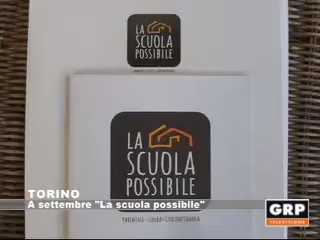 LA
SCUOLA
POSSIBILE
LA
SCUOLA
POSSIBILE
TORINO
A settembre "La scuola possibile"
GRP
TELEVISIONE